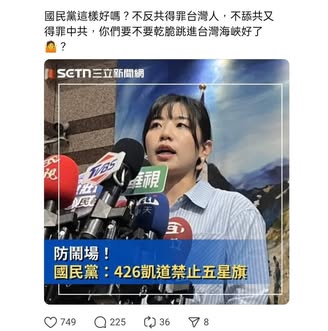 國民黨這樣好嗎？不反共得罪台灣人，不舔共又
得罪中共，你們要不要乾脆跳進台灣海峽好了
🤷？
SETN 三立新聞網
TVBS
華視
防鬧場！
國民黨：426凱道禁止五星旗
749 225 36 8